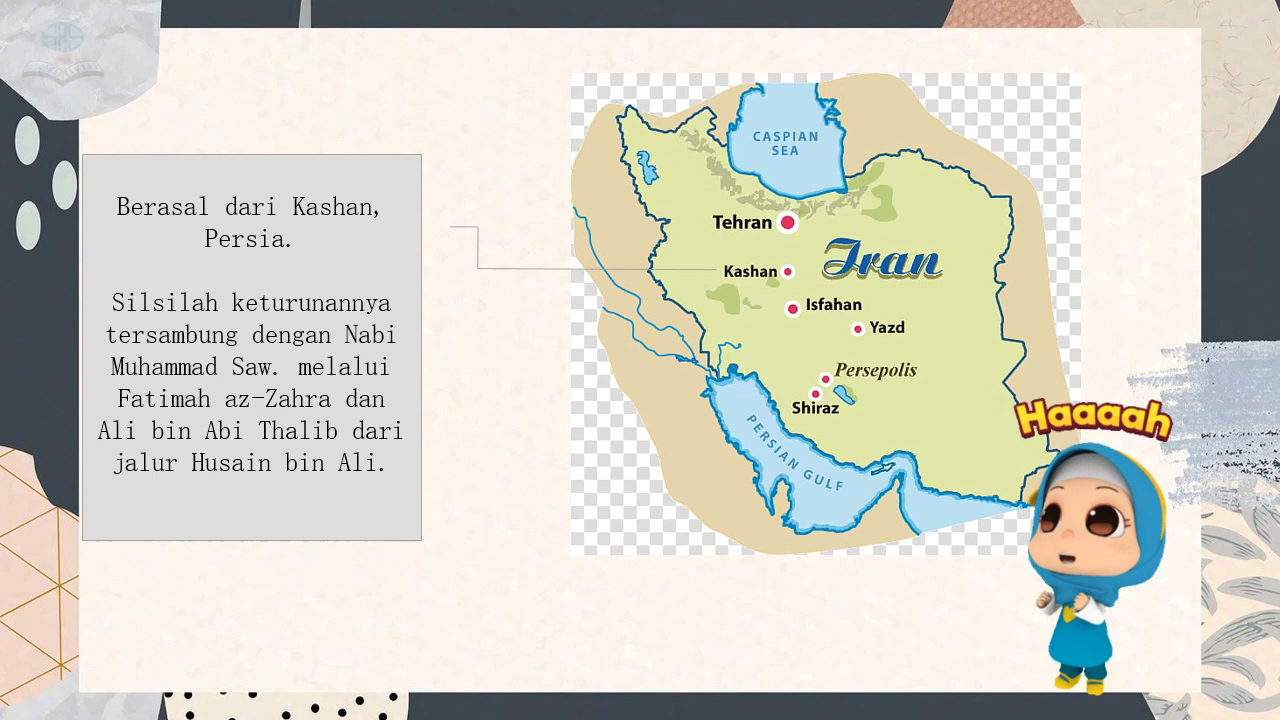 Berasal dari Kashan,
Persia.
Silsilah keturunannya
tersambung dengan Nabi
Muhammad Saw. melalui
Fatimah az-Zahra dan
Ali bin Abi Thalib dari
jalur Husain bin Ali.
CASPIAN
SEA
Tehran
Iran
Kashan
Isfahan
Yazd
Persepolis
Shiraz
PERSIAN GULF
Haaaah